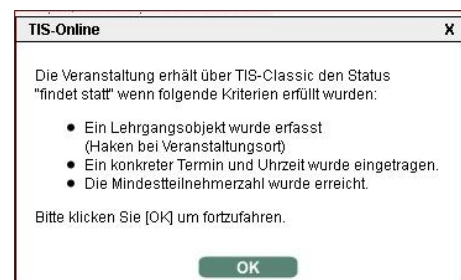 TIS-Online X
Die Veranstaltung erhält über TIS-Classic den Status
"findet statt" wenn folgende Kriterien erfüllt wurden:
● Ein Lehrgangsobjekt wurde erfasst
(Haken bei Veranstaltungsort)
● Ein konkreter Termin und Uhrzeit wurde eingetragen.
● Die Mindestteilnehmerzahl wurde erreicht.
Bitte klicken Sie [OK] um fortzufahren.
OK